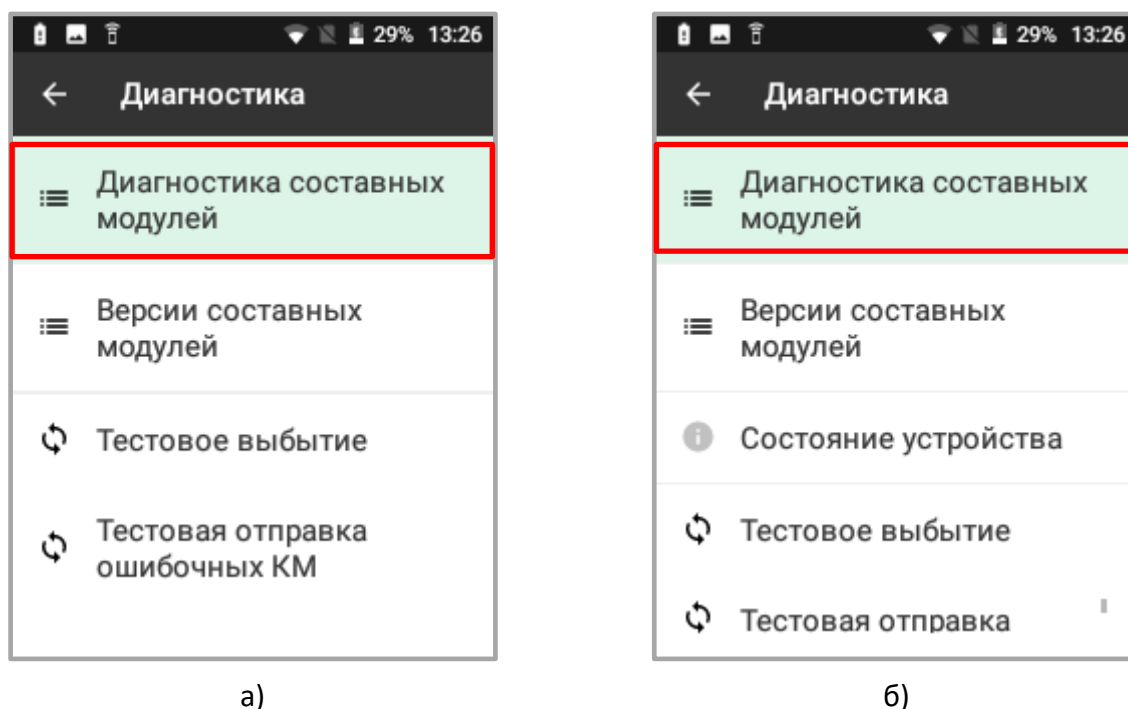 29% 13:26
Диагностика
Диагностика составных
модулей
Версии составных
модулей
Тестовое выбытие
Тестовая отправка
ошибочных КМ
а)
29% 13:26
Диагностика
Диагностика составных
модулей
Версии составных
модулей
Состояние устройства
Тестовое выбытие
Тестовая отправка
б)